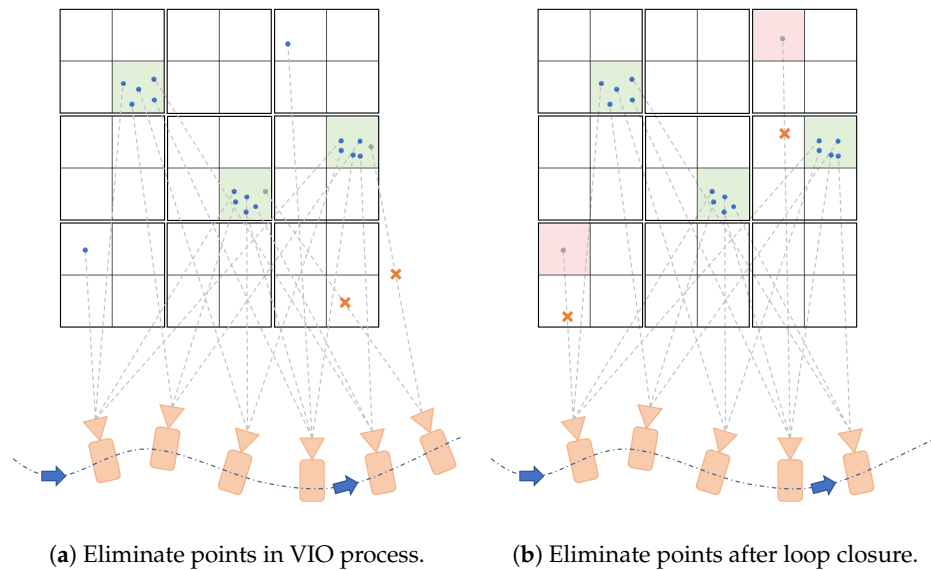 (a) Eliminate points in VIO process.
(b) Eliminate points after loop closure.